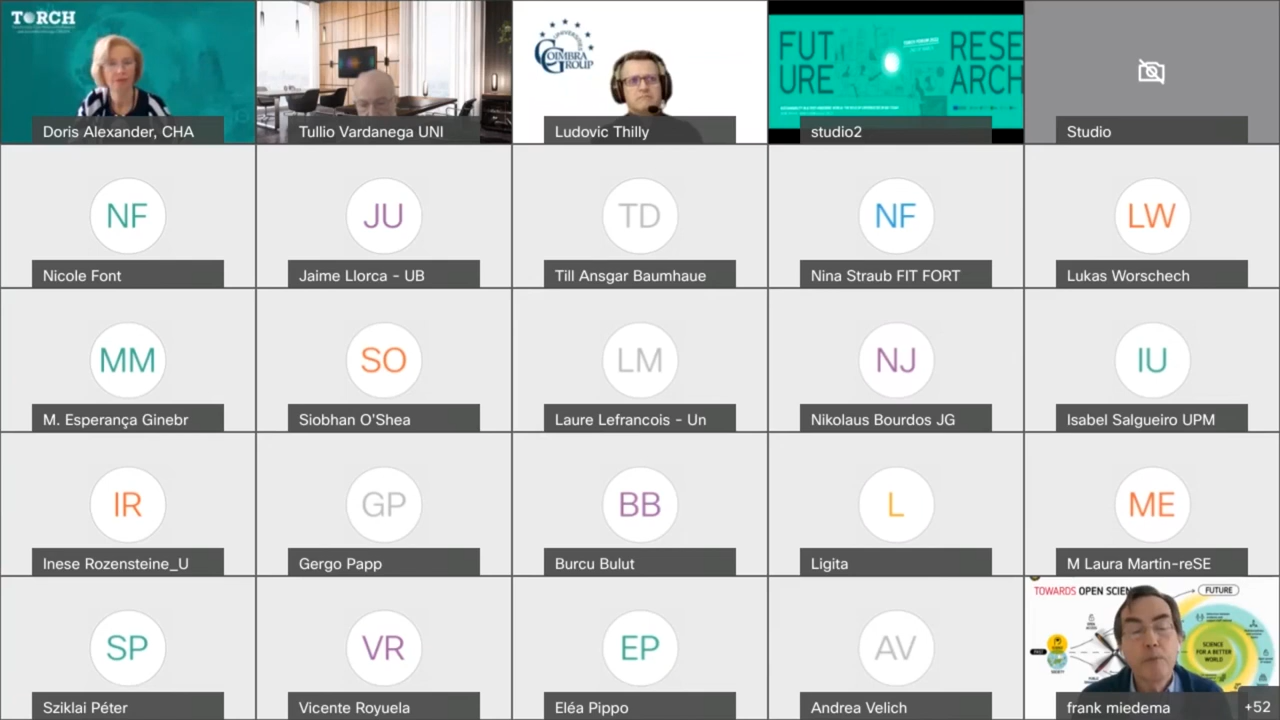 TORCH
Doris Alexander, CHA
Tullio Vardanega UNI
COIMBRA
GROUP
Ludovic Thilly
FUT
URE
RESE
ARCH
studio2
Studio
NF
Nicole Font
JU
Jaime Llorca - UB
TD
Till Ansgar Baumhaue
NF
Nina Straub FIT FORT
LW
Lukas Worschech
MM
M. Esperança Ginebr
SO
Siobhan O'Shea
LM
Laure Lefrancois - Un
NJ
Nikolaus Bourdos JG
IU
Isabel Salgueiro UPM
IR
Inese Rozensteine_U
GP
Gergo Papp
BB
Burcu Bulut
L
Ligita
ME
M Laura Martin-reSE
SP
Sziklai Péter
VR
Vicente Royuela
EP
Eléa Pippo
AV
Andrea Velich
TOWARDS OPEN SCIEN
FUTURE
SCIENCE
FOR A BETTER
WORLD
frank miedema
+52